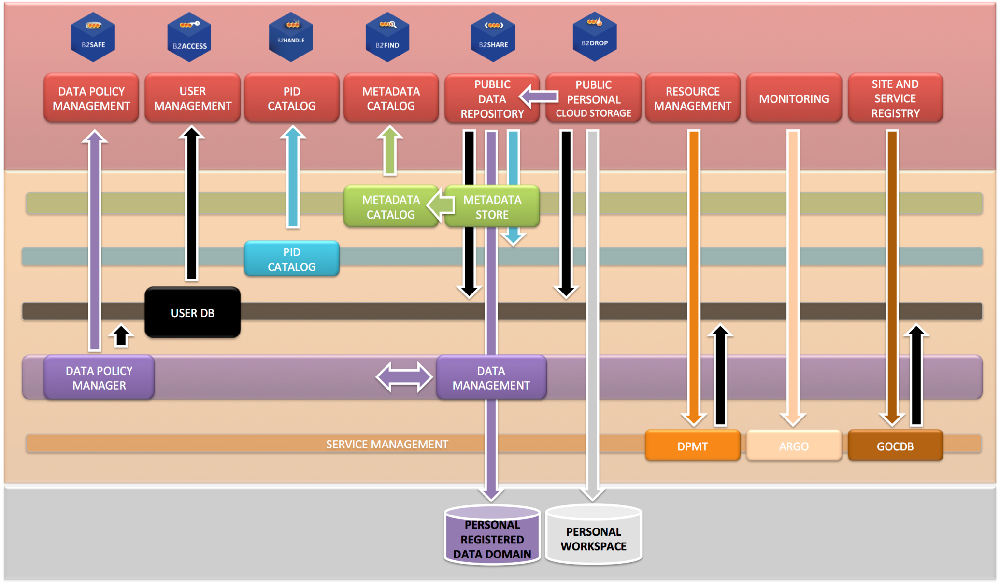 B2SAFE
B2ACCESS
B2HANDLE
B2FIND
B2SHARE
B2DROP
DATA POLICY
MANAGEMENT
USER
MANAGEMENT
PID
CATALOG
METADATA
CATALOG
PUBLIC
DATA
REPOSITORY
PUBLIC
PERSONAL
CLOUD STORAGE
RESOURCE
MANAGEMENT
MONITORING
SITE AND
SERVICE
REGISTRY
METADATA
CATALOG
METADATA
STORE
PID
CATALOG
USER DB
DATA POLICY
MANAGER
DATA
MANAGEMENT
SERVICE MANAGEMENT
DPMT
ARGO
GOCDB
PERSONAL
REGISTERED
DATA DOMAIN
PERSONAL
WORKSPACE